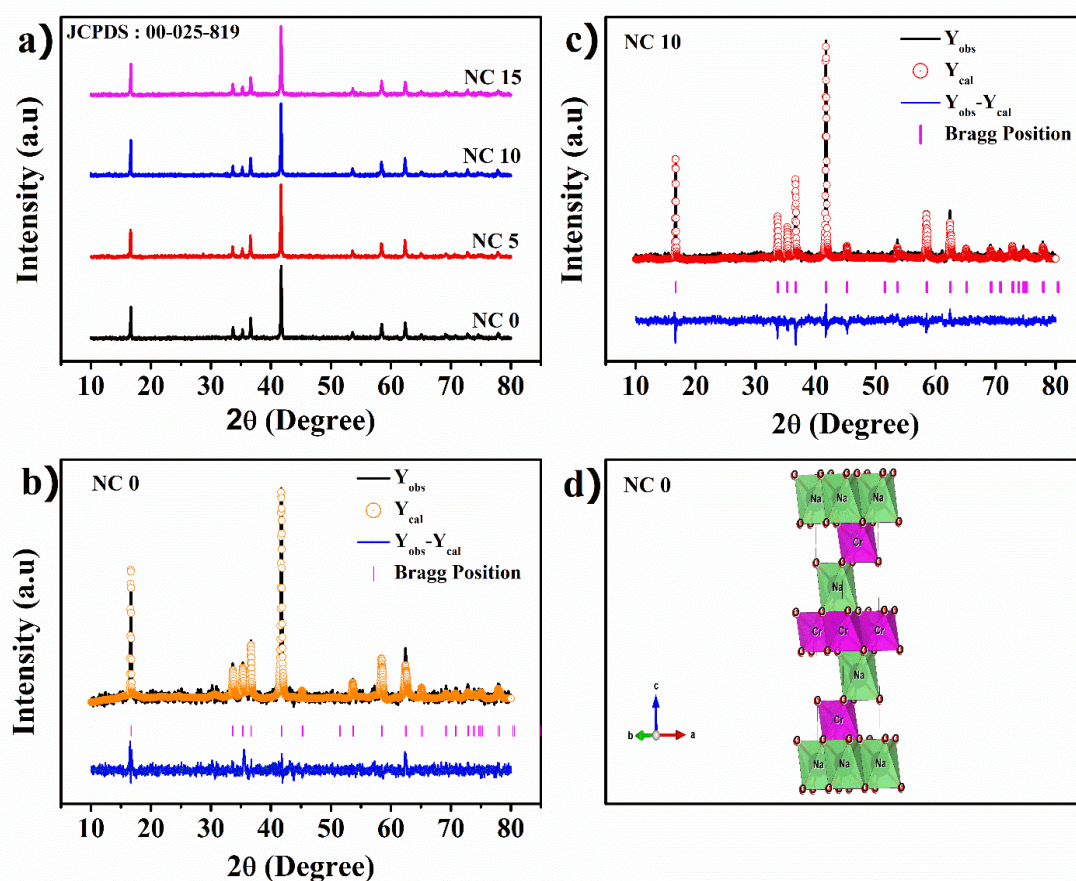 a)
JCPDS : 00-025-819
NC 15
NC 10
NC 5
NC 0
Intensity (a.u)
10 20 30 40 50 60 70 80
2θ (Degree)
c)
NC 10
Yobs
Ycal
Yobs-Ycal
Bragg Position
Intensity (a.u)
10 20 30 40 50 60 70 80
2θ (Degree)
b)
NC 0
Yobs
Ycal
Yobs-Ycal
Bragg Position
Intensity (a.u)
10 20 30 40 50 60 70 80
2θ (Degree)
d)
NC 0
Na Na Na
Cr
Na
Cr Cr Cr
Na
Cr
Na Na Na
c
b a